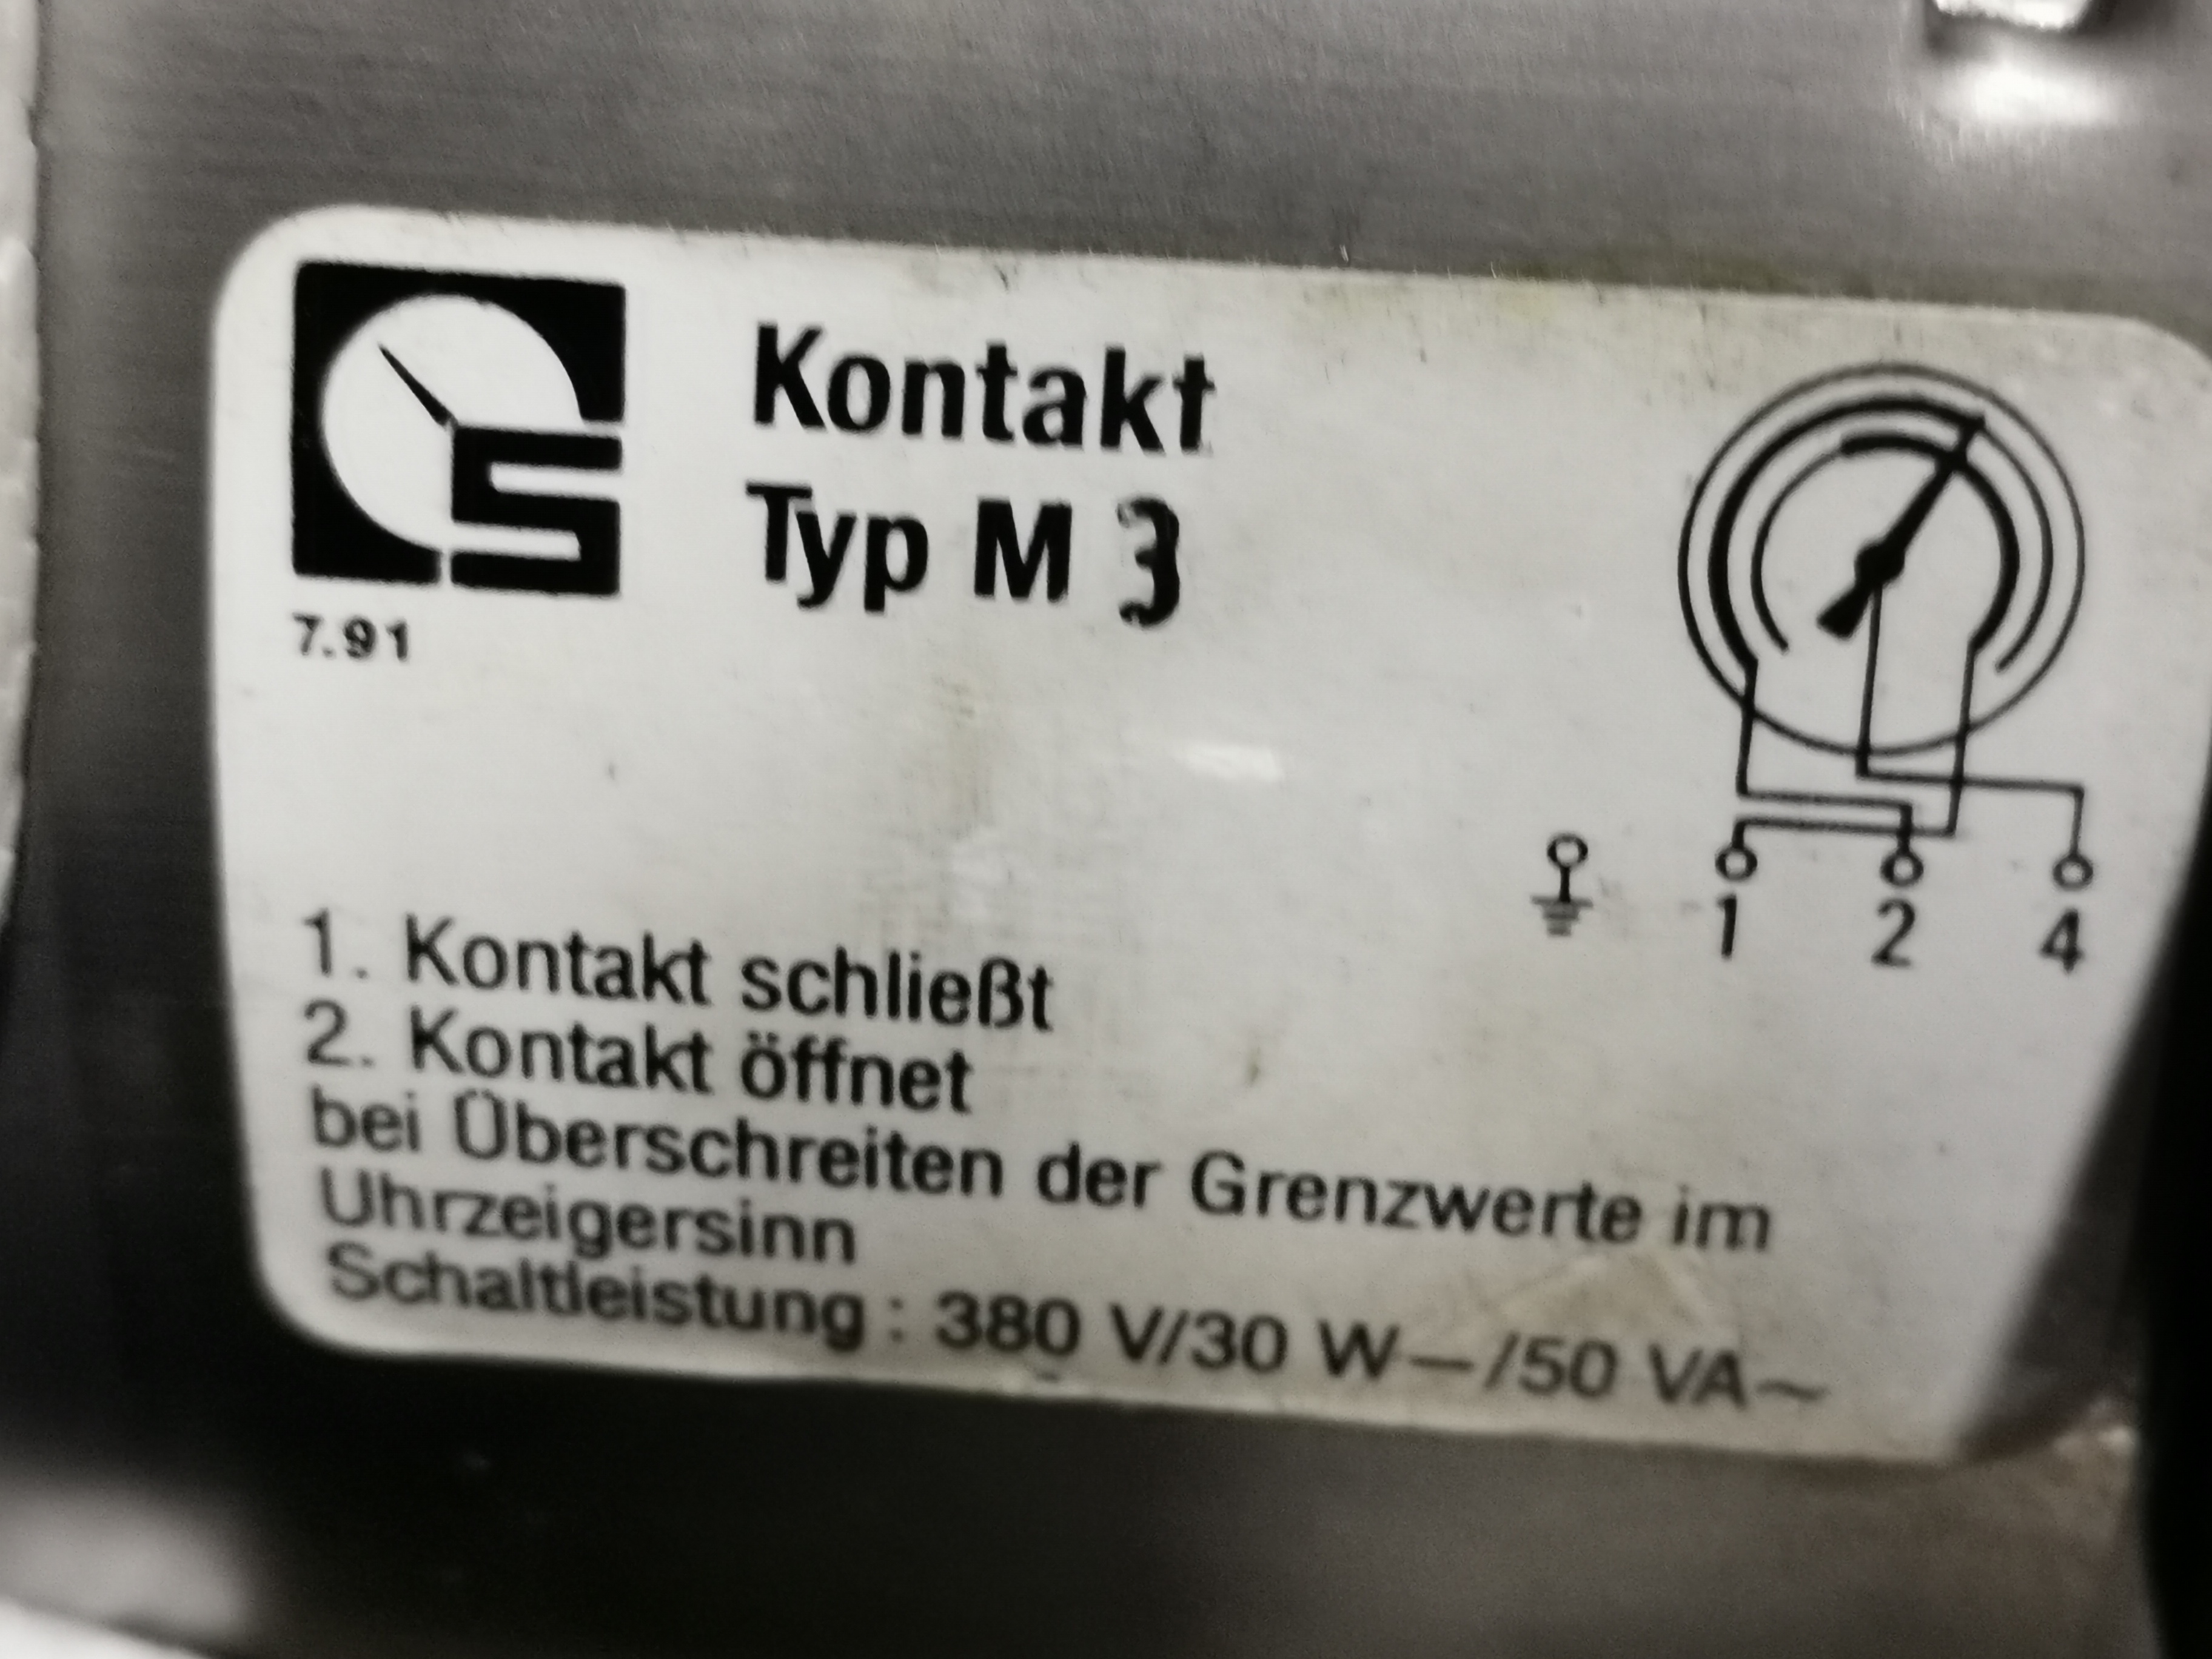 S
Kontakt
Typ M 3
7.91
1 2 4
1. Kontakt schließt
2. Kontakt öffnet
bei Überschreiten der Grenzwerte im
Uhrzeigersinn
Schaltleistung : 380 V/30 W—/50 VA~